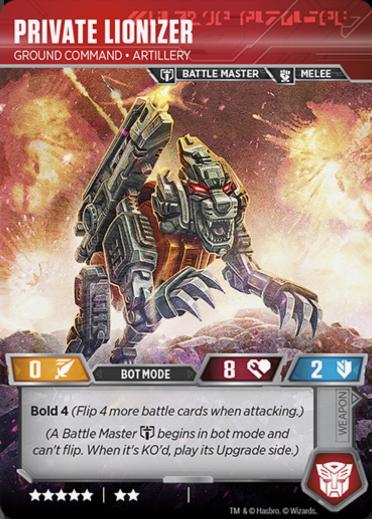 PRIVATE LIONIZER
GROUND COMMAND • ARTILLERY
BATTLE MASTER MELEE
0 BOT MODE 8 2
WEAPON
Bold 4 (Flip 4 more battle cards when attacking.)
(A Battle Master begins in bot mode and
can't flip. When it's KO'd, play its Upgrade side.)
TM & © Hasbro. © Wizards.